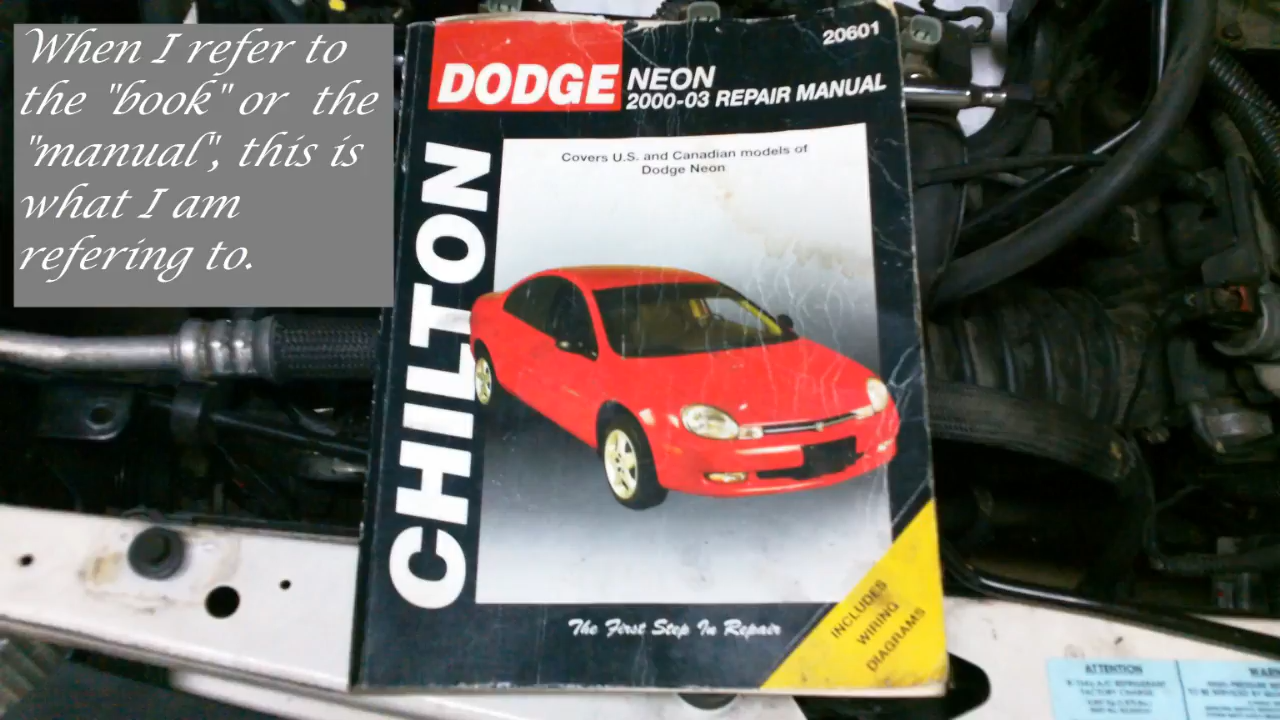 When I refer to
the "book" or the
"manual", this is
what I am
refering to.
20601
DODGE NEON
2000-03 REPAIR MANUAL
Covers U.S. and Canadian models of
Dodge Neon
CHILTON
The First Step In Repair
INCLUDES
WIRING
DIAGRAMS
ATTENTION
FACTORY CHARGE